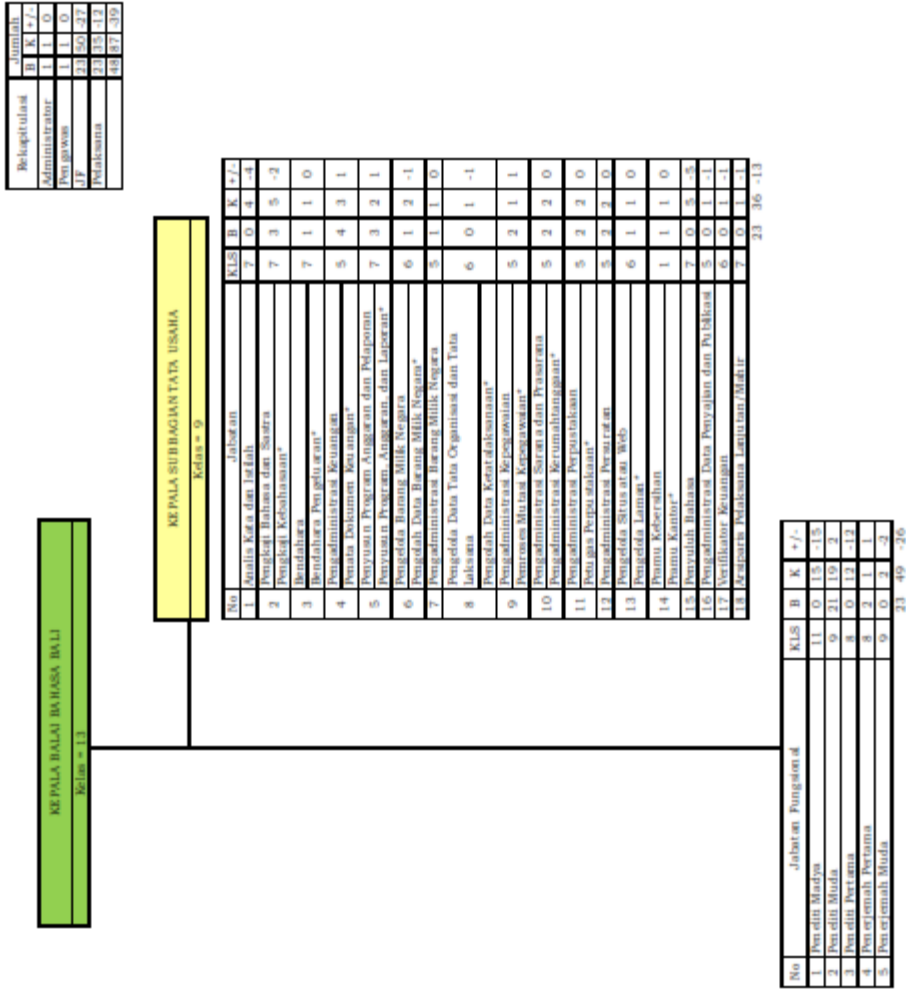 KEPALA BALAI BAHASA BALI
Kelas = 13
KEPALA SUBBAGIAN TATA USAHA
Kelas = 9
Rekapitulasi Jumlah
B K +/-
Administrator 1 1 0
Pengawas 1 1 0
JF 23 50 -27
Pelaksana 23 35 -12
48 87 -39
No Jabatan KLS B K +/-
1 Analis Kata dan Istilah 7 0 4 -4
2 Pengkaji Bahasa dan Sastra 7 3 5 -2
Pengkaji Kebahasaan*
3 Bendahara 7 1 1 0
Bendahara Pengeluaran*
4 Pengadministrasi Keuangan 5 4 3 1
Penata Dokumen Keuangan*
5 Penyusun Program Anggaran dan Pelaporan 7 3 2 1
Penyusun Program, Anggaran, dan Laporan*
6 Pengelola Barang Milik Negara 6 1 2 -1
Pengolah Data Barang Milik Negara*
7 Pengadministrasi Barang Milik Negara 5 1 1 0
8 Pengelola Data Tata Organisasi dan Tata 6 0 1 -1
Laksana
Pengolah Data Ketatalaksanaan*
9 Pengadministrasi Kepegawaian 5 2 1 1
Pemroses Mutasi Kepegawaian*
10 Pengadministrasi Sarana dan Prasarana 5 2 2 0
Pengadministrasi Kerumahtanggaan*
11 Pengadministrasi Perpustakaan 5 2 2 0
Petugas Perpustakaan*
12 Pengadministrasi Persuratan 5 2 2 0
13 Pengelola Situs atau Web 6 1 1 0
Pengelola Laman*
14 Pramu Kebersihan 1 1 1 0
Pramu Kantor*
15 Penyuluh Bahasa 7 0 5 -5
16 Pengadministrasi Data Penyajian dan Publikasi 5 0 1 -1
17 Verifikator Keuangan 6 0 1 -1
18 Arsiparis Pelaksana Lanjutan/Mahir 7 0 1 -1
23 36 -13
No Jabatan Fungsional KLS B K +/-
1 Peneliti Madya 11 0 15 -15
2 Peneliti Muda 9 21 19 2
3 Peneliti Pertama 8 0 12 -12
4 Penerjemah Pertama 8 2 1 1
5 Penerjemah Muda 9 0 2 -2
23 49 -26